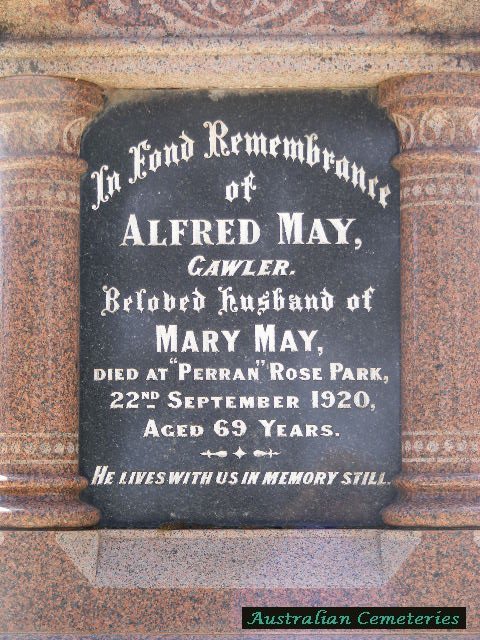 In Fond Remembrance
of
ALFRED MAY,
GAWLER.
Beloved Husband of
MARY MAY,
DIED AT "PERRAN" ROSE PARK,
22ND SEPTEMBER 1920,
AGED 69 YEARS.
HE LIVES WITH US IN MEMORY STILL.
Australian Cemeteries